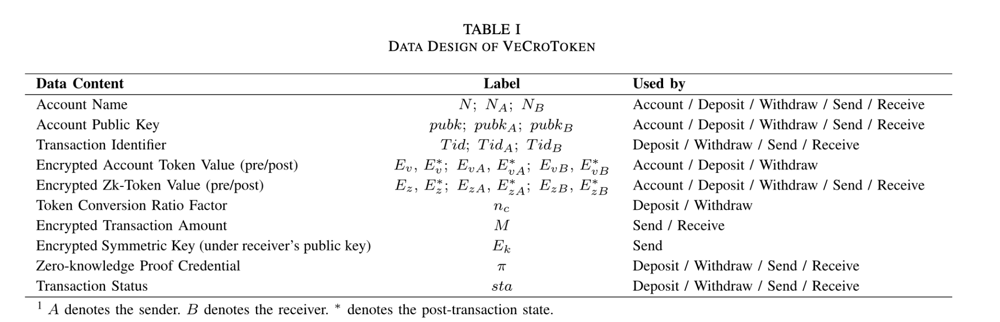 TABLE I
DATA DESIGN OF VECROTOKEN
Data Content Label Used by
Account Name N; N_A; N_B Account / Deposit / Withdraw / Send / Receive
Account Public Key pubk; pubk_A; pubk_B Account / Deposit / Withdraw / Send / Receive
Transaction Identifier Tid; Tid_A; Tid_B Deposit / Withdraw / Send / Receive
Encrypted Account Token Value (pre/post) E_v, E_v^*; E_{vA}, E_{vA}^*; E_{vB}, E_{vB}^* Account / Deposit / Withdraw
Encrypted Zk-Token Value (pre/post) E_z, E_z^*; E_{zA}, E_{zA}^*; E_{zB}, E_{zB}^* Account / Deposit / Withdraw / Send / Receive
Token Conversion Ratio Factor n_c Deposit / Withdraw
Encrypted Transaction Amount M Send / Receive
Encrypted Symmetric Key (under receiver's public key) E_k Send
Zero-knowledge Proof Credential π Deposit / Withdraw / Send / Receive
Transaction Status sta Deposit / Withdraw / Send / Receive
¹ A denotes the sender. B denotes the receiver. * denotes the post-transaction state.